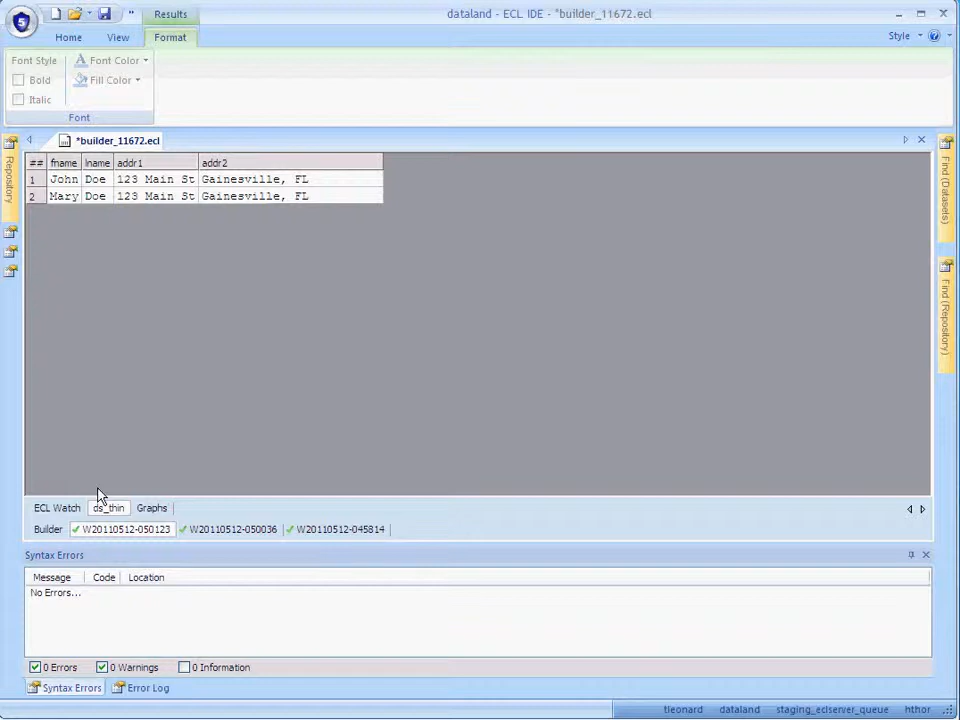 Results
dataland - ECL IDE - *builder_11672.ecl
Home View Format
Style
Font Style
Font Color
Bold
Fill Color
Italic
Font
*builder_11672.ecl
Repository
## fname lname addr1 addr2
1 John Doe 123 Main St Gainesville, FL
2 Mary Doe 123 Main St Gainesville, FL
Find (Datasets)
Find (Repository)
ECL Watch ds_thin Graphs
Builder W20110512-050123 W20110512-050036 W20110512-045814
Syntax Errors
Message Code Location
No Errors...
0 Errors 0 Warnings 0 Information
Syntax Errors Error Log
tleonard dataland staging_eclserver_queue hthor